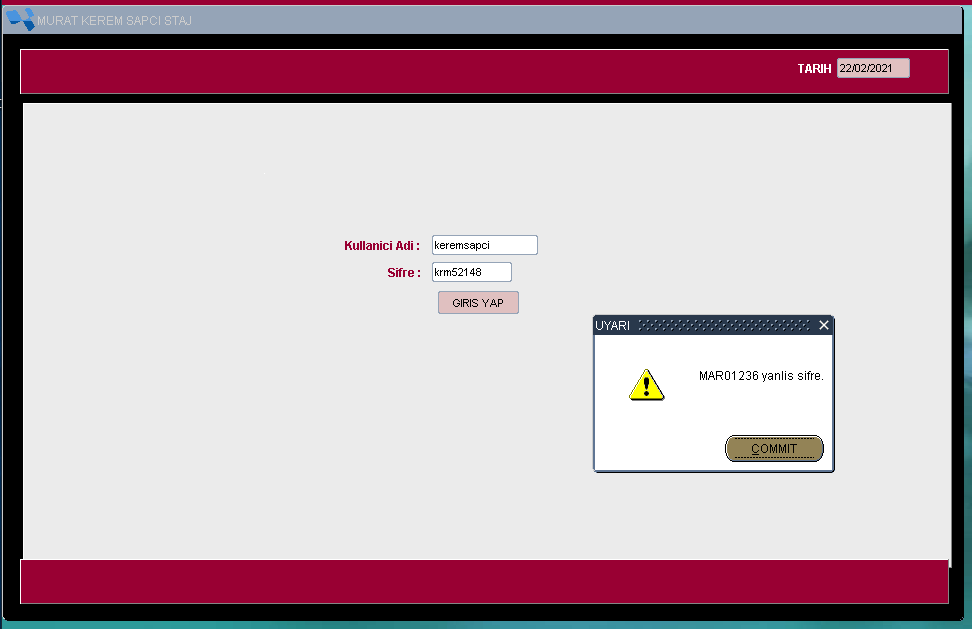 MURAT KEREM SAPCI STAJ
TARIH 22/02/2021
Kullanici Adi : keremsapci
Sifre : krm52148
GIRIS YAP
UYARI
MAR01236 yanlis sifre.
COMMIT